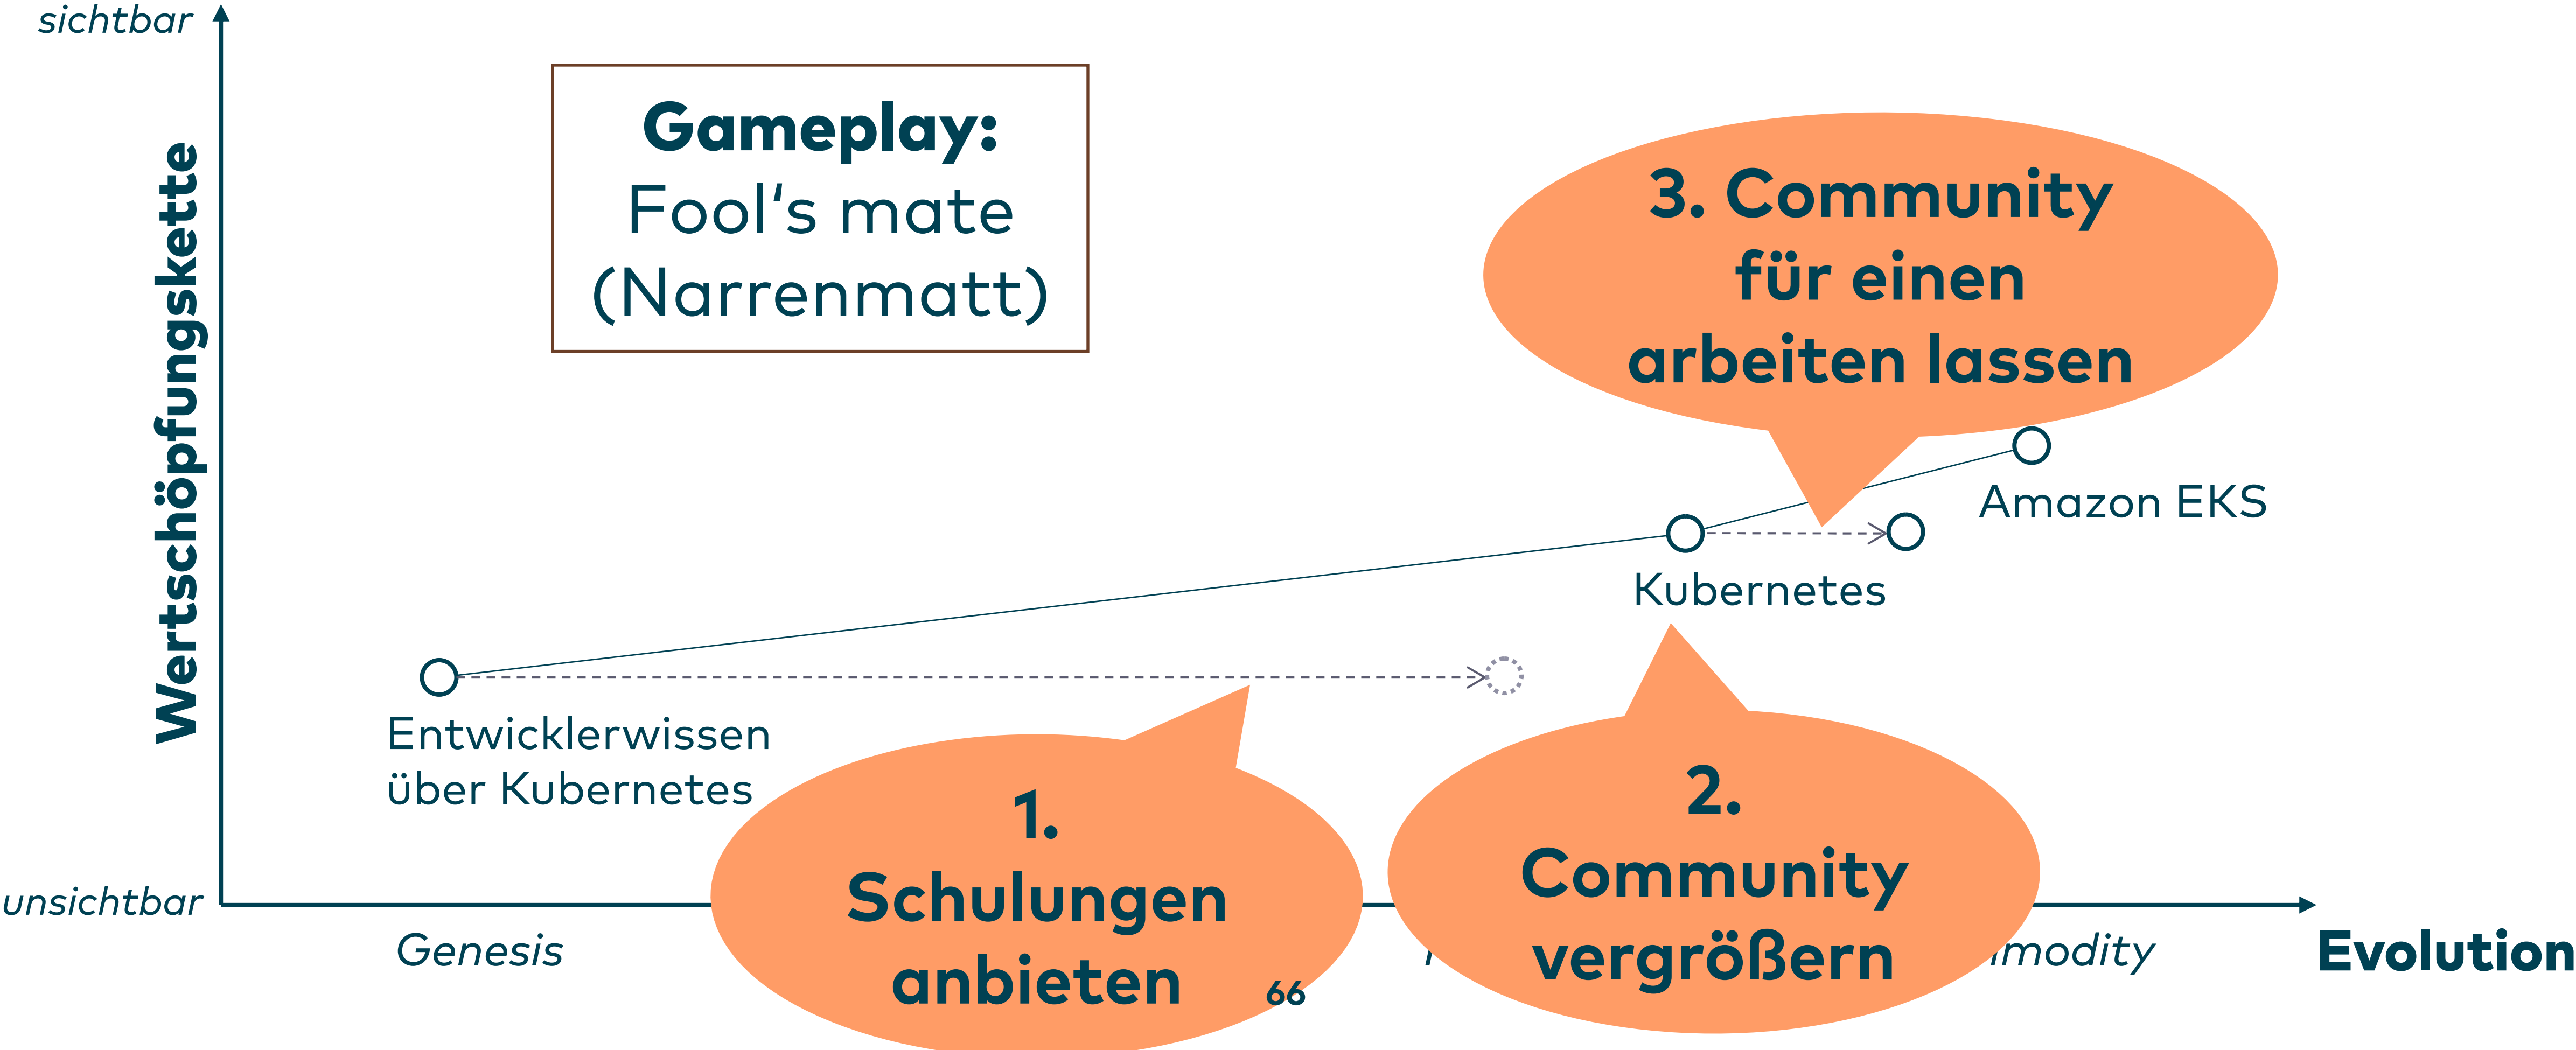 sichtbar
Wertschöpfungskette
Gameplay:
Fool‘s mate
(Narrenmatt)
3. Community
für einen
arbeiten lassen
Amazon EKS
Kubernetes
Entwicklerwissen
über Kubernetes
1.
Schulungen
anbieten
2.
Community
vergrößern
unsichtbar
Genesis
66
modity
Evolution